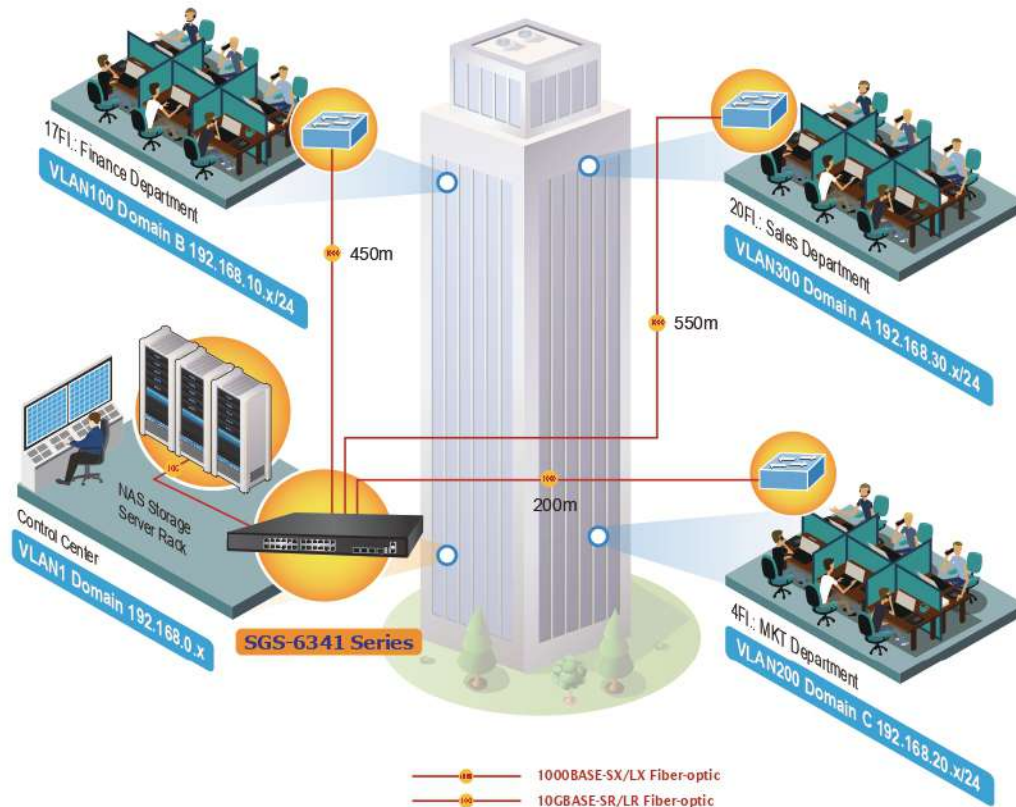 17Fl.: Finance Department
VLAN100 Domain B 192.168.10.x/24
450m
20Fl.: Sales Department
VLAN300 Domain A 192.168.30.x/24
550m
NAS Storage
Server Rack
Control Center
VLAN1 Domain 192.168.0.x
SGS-6341 Series
200m
4Fl.: MKT Department
VLAN200 Domain C 192.168.20.x/24
1000BASE-SX/LX Fiber-optic
10GBASE-SR/LR Fiber-optic